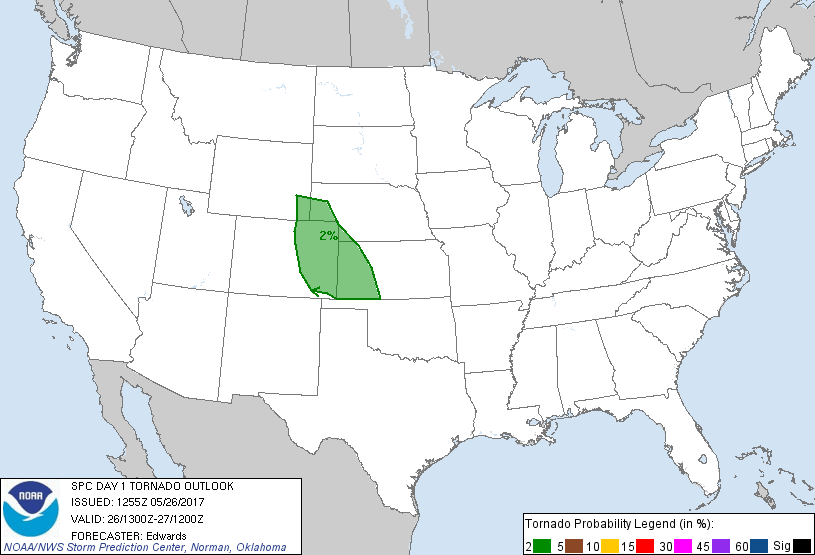 2%
NOAA
SPC DAY 1 TORNADO OUTLOOK
ISSUED: 1255Z 05/26/2017
VALID: 26/1300Z-27/1200Z
FORECASTER: Edwards
NOAA/NWS Storm Prediction Center, Norman, Oklahoma
Tornado Probability Legend (in %):
2 5 10 15 30 45 60 Sig